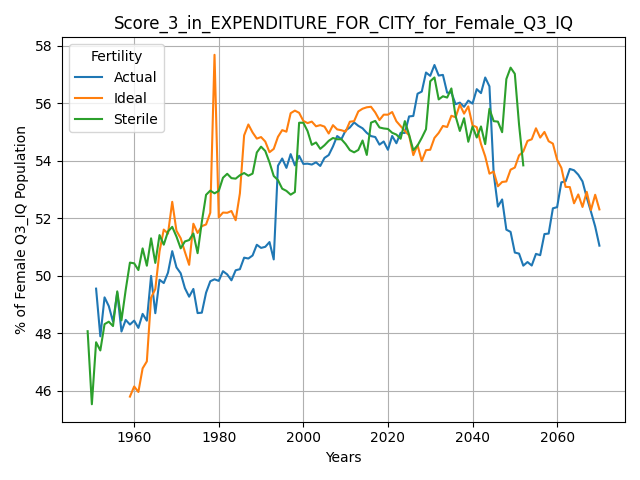 Score_3_in_EXPENDITURE_FOR_CITY_for_Female_Q3_IQ
Fertility
Actual
Ideal
Sterile
% of Female Q3_IQ Population
58
56
54
52
50
48
46
1960
1980
2000
2020
2040
2060
Years